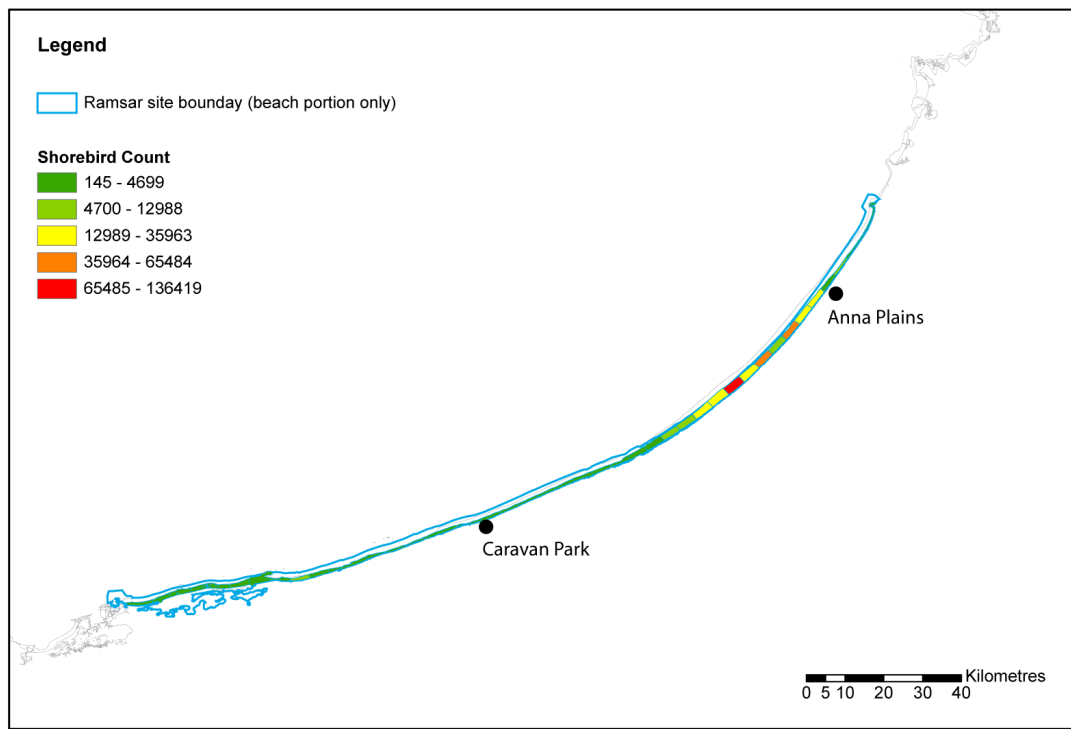 Legend
Ramsar site bounday (beach portion only)
Shorebird Count
145 - 4699
4700 - 12988
12989 - 35963
35964 - 65484
65485 - 136419
Anna Plains
Caravan Park
Kilometres
0 5 10 20 30 40